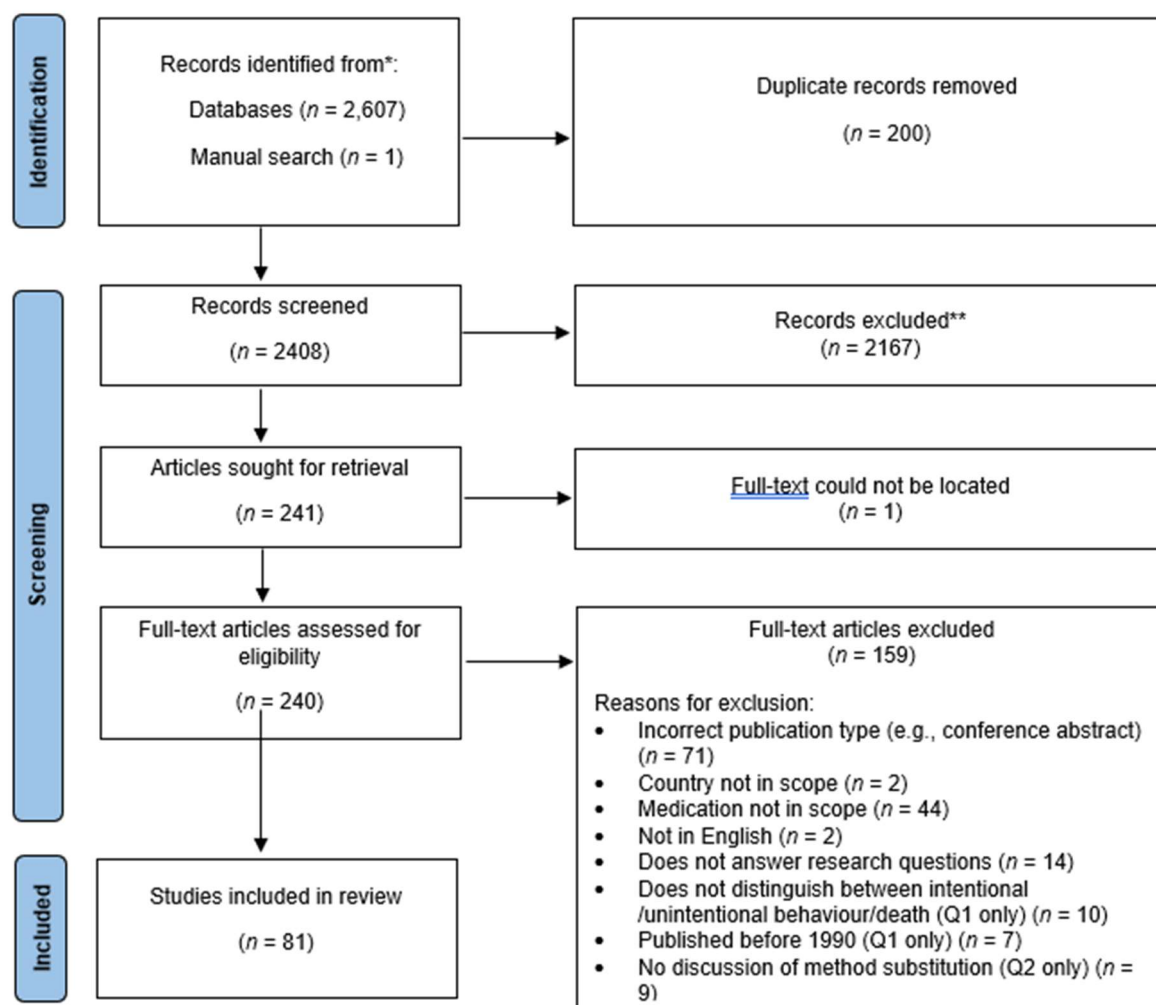 Identification
Records identified from*:
Databases (n = 2,607)
Manual search (n = 1)
Duplicate records removed
(n = 200)
Screening
Records screened
(n = 2408)
Records excluded**
(n = 2167)
Articles sought for retrieval
(n = 241)
Full-text could not be located
(n = 1)
Full-text articles assessed for
eligibility
(n = 240)
Full-text articles excluded
(n = 159)
Reasons for exclusion:
• Incorrect publication type (e.g., conference abstract)
(n = 71)
• Country not in scope (n = 2)
• Medication not in scope (n = 44)
• Not in English (n = 2)
• Does not answer research questions (n = 14)
• Does not distinguish between intentional
/unintentional behaviour/death (Q1 only) (n = 10)
• Published before 1990 (Q1 only) (n = 7)
• No discussion of method substitution (Q2 only) (n =
9)
Included
Studies included in review
(n = 81)